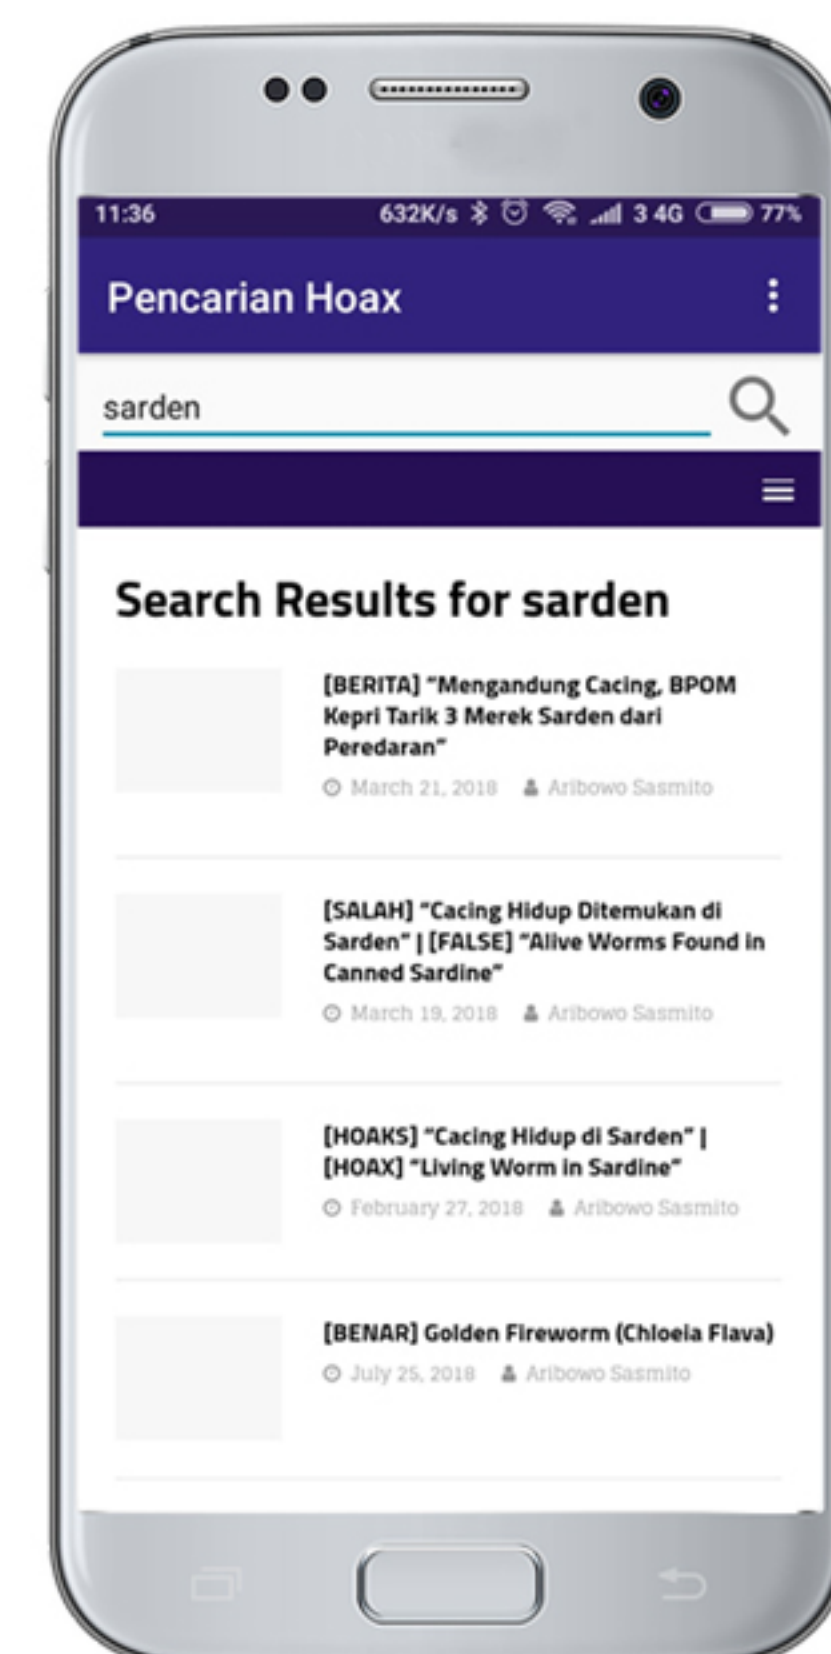 11:36 632K/s 3 4G 77%
Pencarian Hoax
sarden
Search Results for sarden
[BERITA] "Mengandung Cacing, BPOM
Kepri Tarik 3 Merek Sarden dari
Peredaran"
March 21, 2018 Aribowo Sasmito
[SALAH] "Cacing Hidup Ditemukan di
Sarden" | [FALSE] "Alive Worms Found in
Canned Sardine"
March 19, 2018 Aribowo Sasmito
[HOAKS] "Cacing Hidup di Sarden" |
[HOAX] "Living Worm in Sardine"
February 27, 2018 Aribowo Sasmito
[BENAR] Golden Fireworm (Chloeia Flava)
July 25, 2018 Aribowo Sasmito